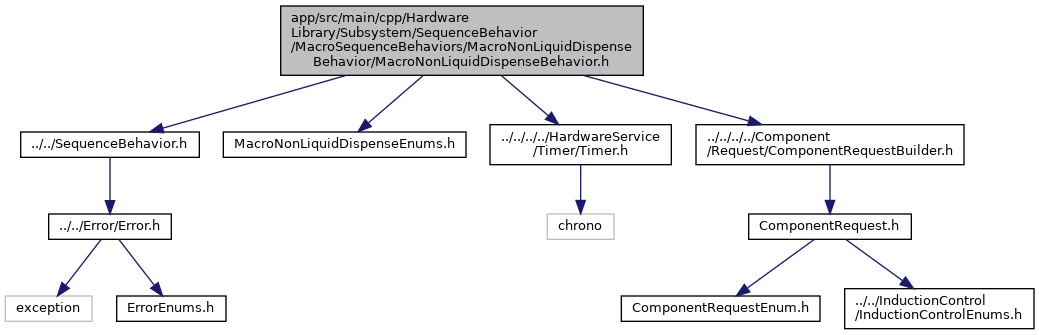 app/src/main/cpp/Hardware
Library/Subsystem/SequenceBehavior
/MacroSequenceBehaviors/MacroNonLiquidDispense
Behavior/MacroNonLiquidDispenseBehavior.h
../../SequenceBehavior.h
MacroNonLiquidDispenseEnums.h
../../../../HardwareService
/Timer/Timer.h
../../../../Component
/Request/ComponentRequestBuilder.h
../../Error/Error.h
chrono
ComponentRequest.h
exception
ErrorEnums.h
ComponentRequestEnum.h
../../InductionControl
/InductionControlEnums.h